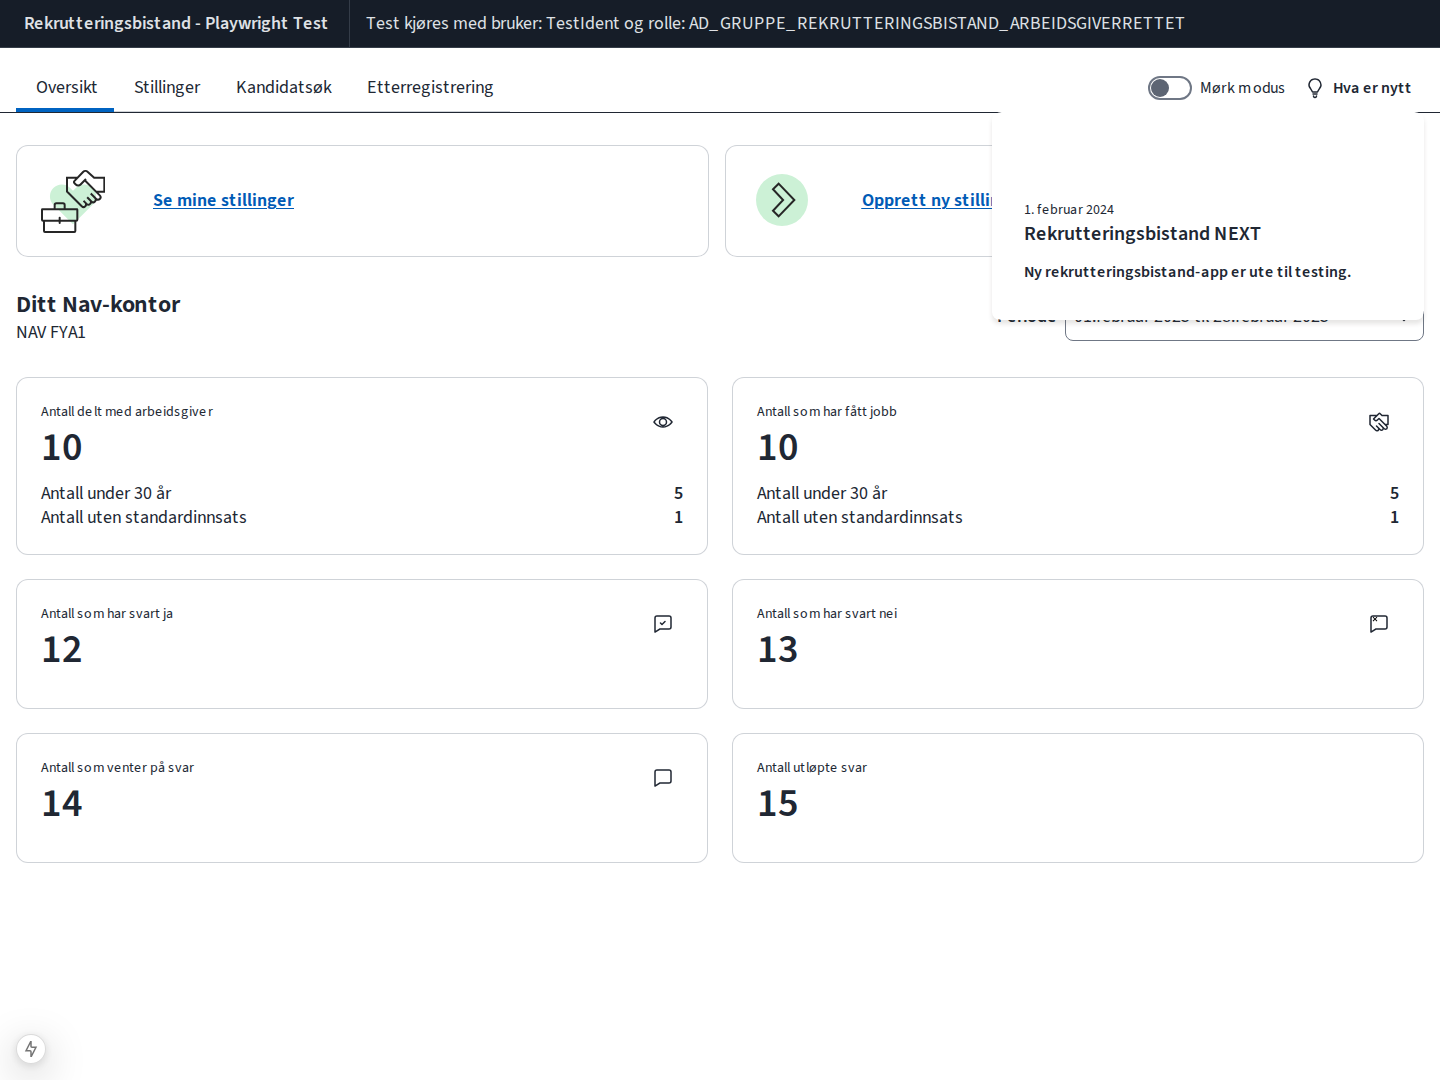 Rekrutteringsbistand - Playwright Test
Test kjøres med bruker: TestIdent og rolle: AD_GRUPPE_REKRUTTERINGSBISTAND_ARBEIDSGIVERRETTET
Oversikt
Stillinger
Kandidatsøk
Etterregistrering
Mørk modus
Hva er nytt
Se mine stillinger
Opprett ny
1. februar 2024
Rekrutteringsbistand NEXT
Ny rekrutteringsbistand-app er ute til testing.
Ditt Nav-kontor
NAV FYA1
Antall delt med arbeidsgiver
10
Antall under 30 år 5
Antall uten standardinnsats 1
Antall som har fått jobb
10
Antall under 30 år 5
Antall uten standardinnsats 1
Antall som har svart ja
12
Antall som har svart nei
13
Antall som venter på svar
14
Antall utløpte svar
15